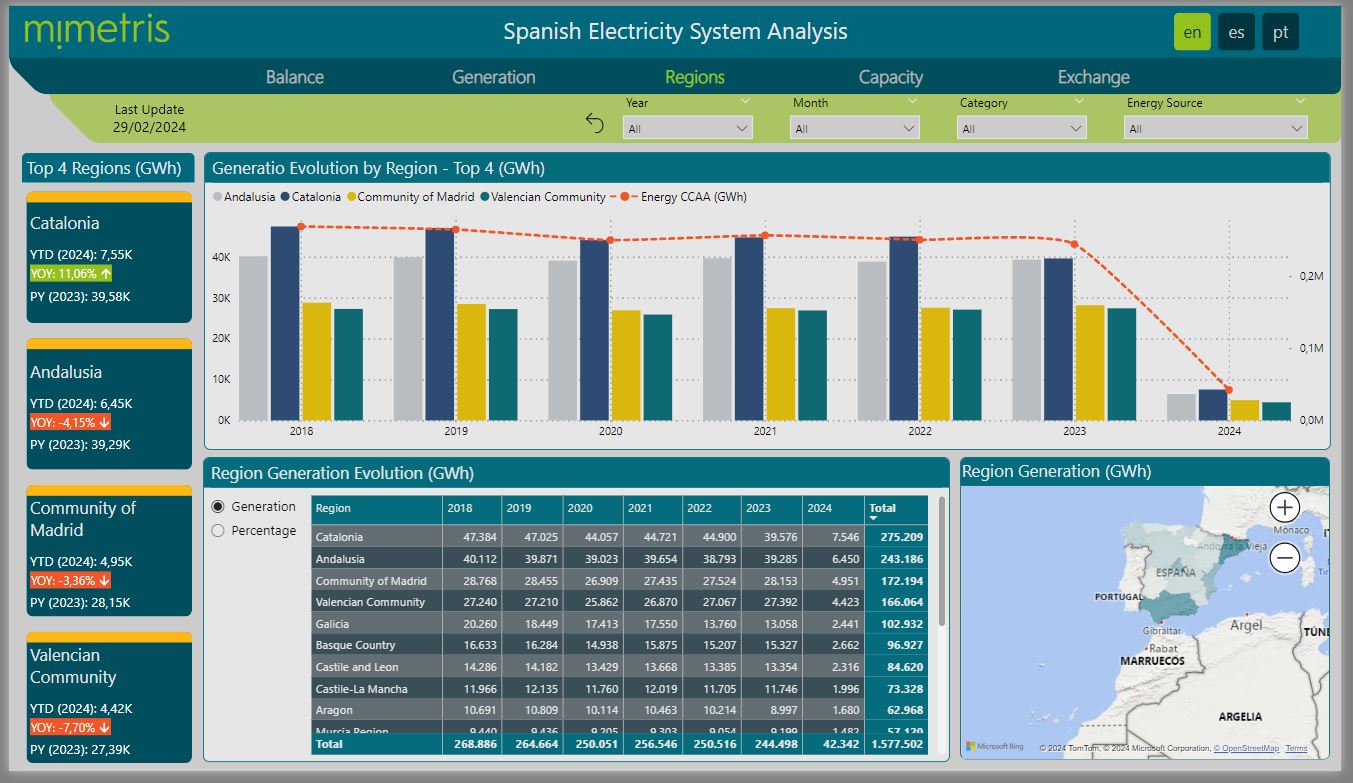 mimetris
Spanish Electricity System Analysis
en es pt
Balance Generation Regions Capacity Exchange
Last Update
29/02/2024
Year Month Category Energy Source
All All All All
Top 4 Regions (GWh)
Catalonia
YTD (2024): 7,55K
YOY: 11,06% ↑
PY (2023): 39,58K
Andalusia
YTD (2024): 6,45K
YOY: -4,15% ↓
PY (2023): 39,29K
Community of
Madrid
YTD (2024): 4,95K
YOY: -3,36% ↓
PY (2023): 28,15K
Valencian
Community
YTD (2024): 4,42K
YOY: -7,70% ↓
PY (2023): 27,39K
Generatio Evolution by Region - Top 4 (GWh)
Andalusia Catalonia Community of Madrid Valencian Community Energy CCAA (GWh)
40K
30K
20K
10K
0K
0,2M
0,1M
0,0M
2018 2019 2020 2021 2022 2023 2024
Region Generation Evolution (GWh)
Generation
Percentage
Region 2018 2019 2020 2021 2022 2023 2024 Total
Catalonia 47.384 47.025 44.057 44.721 44.900 39.576 7.546 275.209
Andalusia 40.112 39.871 39.023 39.654 38.793 39.285 6.450 243.186
Community of Madrid 28.768 28.455 26.909 27.435 27.524 28.153 4.951 172.194
Valencian Community 27.240 27.210 25.862 26.870 27.067 27.392 4.423 166.064
Galicia 20.260 18.449 17.413 17.550 13.760 13.058 2.441 102.932
Basque Country 16.633 16.284 14.938 15.875 15.207 15.327 2.662 96.927
Castile and Leon 14.286 14.182 13.429 13.668 13.385 13.354 2.316 84.620
Castile-La Mancha 11.966 12.135 11.760 12.019 11.705 11.746 1.996 73.328
Aragon 10.691 10.809 10.114 10.463 10.214 8.997 1.680 62.968
Murcia Region 9.440 9.436 9.205 9.303 9.054 9.199 1.482 57.120
Total 268.886 264.664 250.051 256.546 250.516 244.498 42.342 1.577.502
Region Generation (GWh)
Mónaco
Andorra la Vieja
ESPAÑA
PORTUGAL
Gibraltar
Argel
TÚNE
Rabat
MARRUECOS
ARGELIA
Microsoft Bing
© 2024 TomTom, © 2024 Microsoft Corporation, © OpenStreetMap Terms